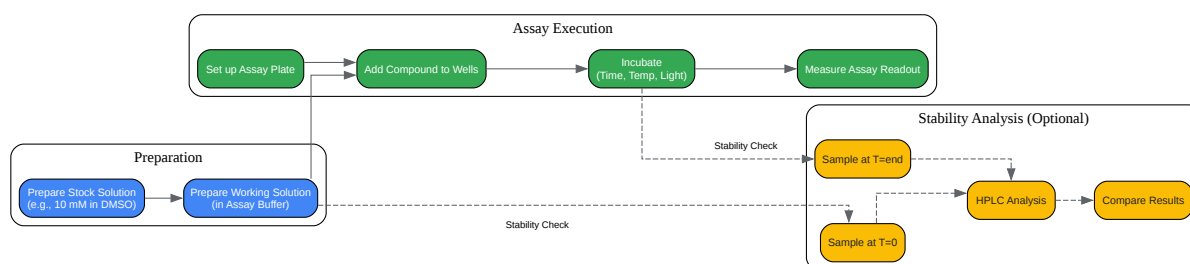 Assay Execution
Set up Assay Plate
Add Compound to Wells
Incubate
(Time, Temp, Light)
Measure Assay Readout
Stability Analysis (Optional)
Stability Check
Sample at T=end
Preparation
Prepare Stock Solution
(e.g., 10 mM in DMSO)
Prepare Working Solution
(in Assay Buffer)
HPLC Analysis
Compare Results
Stability Check
Sample at T=0